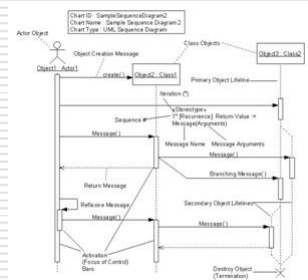 Chart ID : SampleSequenceDiagram2
Chart Name : Sample Sequence Diagram 2
Chart Type : UML Sequence Diagram
Actor Object
Class Objects
Object Creation Message
Object3 : Class2
Object1 : Actor1
create()
Object2 : Class1
Primary Object Lifeline
Iteration (*)
«Stereotype»
Sequence #
1* [Recurrence] Return-Value :=
Message(Arguments)
Message()
Message Name
Message Arguments
Message()
Branching Message
Return Message
Reflexive Message
Secondary Object Lifelines
Message()
Message()
Activation
(Focus of Control)
Bars
Destroy Object
(Termination)